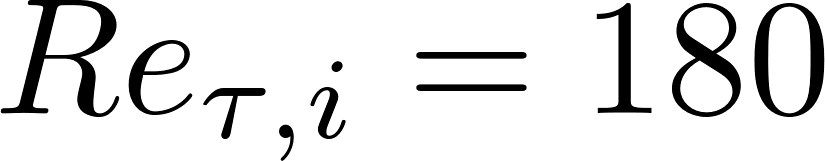 Re_{τ,i} = 180